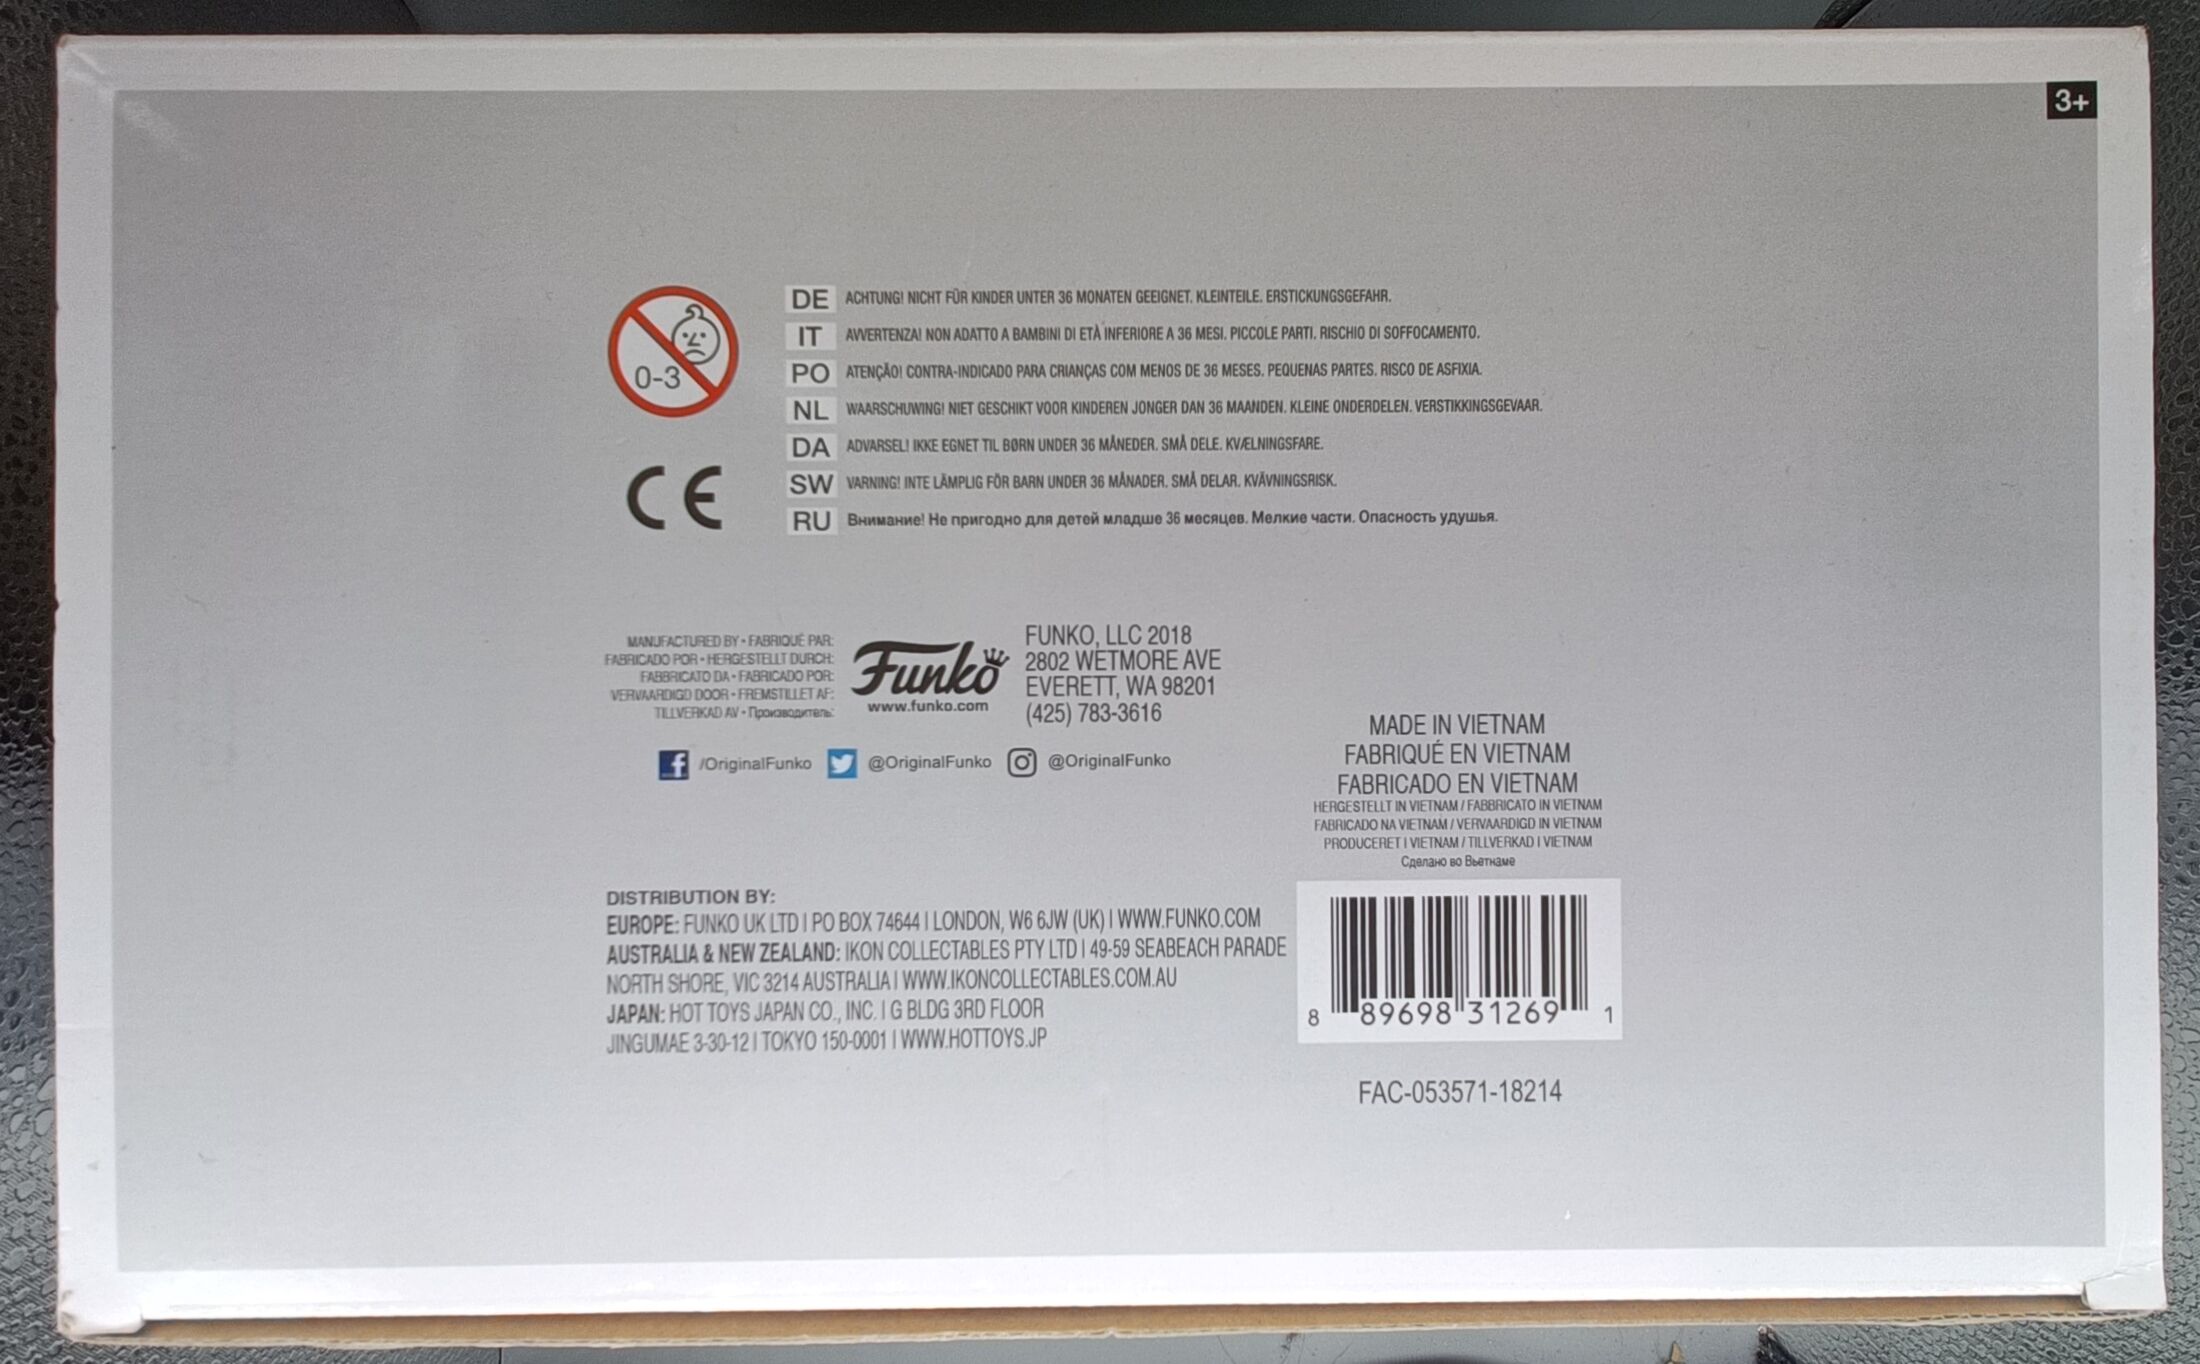 3+
0-3
CE
DE ACHTUNG! NICHT FÜR KINDER UNTER 36 MONATEN GEEIGNET. KLEINTEILE. ERSTICKUNGSGEFAHR.
IT AVVERTENZA! NON ADATTO A BAMBINI DI ETÀ INFERIORE A 36 MESI. PICCOLE PARTI. RISCHIO DI SOFFOCAMENTO.
PO ATENÇÃO! CONTRA-INDICADO PARA CRIANÇAS COM MENOS DE 36 MESES. PEQUENAS PARTES. RISCO DE ASFIXIA.
NL WAARSCHUWING! NIET GESCHIKT VOOR KINDEREN JONGER DAN 36 MAANDEN. KLEINE ONDERDELEN. VERSTIKKINGSGEVAAR.
DA ADVARSEL! IKKE EGNET TIL BØRN UNDER 36 MÅNEDER. SMÅ DELE. KVÆLNINGSFARE.
SW VARNING! INTE LÄMPLIG FÖR BARN UNDER 36 MÅNADER. SMÅ DELAR. KVÄVNINGSRISK.
RU Внимание! Не пригодно для детей младше 36 месяцев. Мелкие части. Опасность удушья.
MANUFACTURED BY • FABRIQUÉ PAR:
FABRICADO POR • HERGESTELLT DURCH:
FABBRICATO DA • FABRICADO POR:
VERVAARDIGD DOOR • FREMSTILLET AF:
TILLVERKAD AV • Производитель:
Funko
www.funko.com
FUNKO, LLC 2018
2802 WETMORE AVE
EVERETT, WA 98201
(425) 783-3616
/OriginalFunko @OriginalFunko @OriginalFunko
MADE IN VIETNAM
FABRIQUÉ EN VIETNAM
FABRICADO EN VIETNAM
HERGESTELLT IN VIETNAM / FABBRICATO IN VIETNAM
FABRICADO NA VIETNAM / VERVAARDIGD IN VIETNAM
PRODUCERET I VIETNAM / TILLVERKAD I VIETNAM
Сделано во Вьетнаме
DISTRIBUTION BY:
EUROPE: FUNKO UK LTD | PO BOX 74644 | LONDON, W6 6JW (UK) | WWW.FUNKO.COM
AUSTRALIA & NEW ZEALAND: IKON COLLECTABLES PTY LTD | 49-59 SEABEACH PARADE
NORTH SHORE, VIC 3214 AUSTRALIA | WWW.IKONCOLLECTABLES.COM.AU
JAPAN: HOT TOYS JAPAN CO., INC. | G BLDG 3RD FLOOR
JINGUMAE 3-30-12 | TOKYO 150-0001 | WWW.HOTTOYS.JP
8 89698 31269 1
FAC-053571-18214